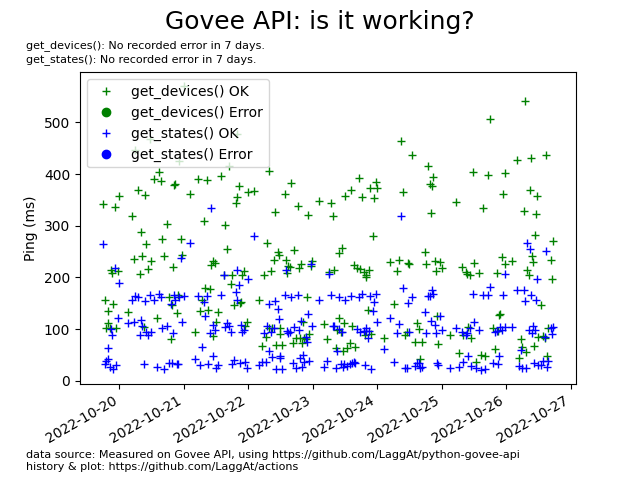 Govee API: is it working?
get_devices(): No recorded error in 7 days.
get_states(): No recorded error in 7 days.
get_devices() OK
get_devices() Error
get_states() OK
get_states() Error
Ping (ms)
500
400
300
200
100
0
2022-10-20
2022-10-21
2022-10-22
2022-10-23
2022-10-24
2022-10-25
2022-10-26
2022-10-27
data source: Measured on Govee API, using https://github.com/LaggAt/python-govee-api
history & plot: https://github.com/LaggAt/actions